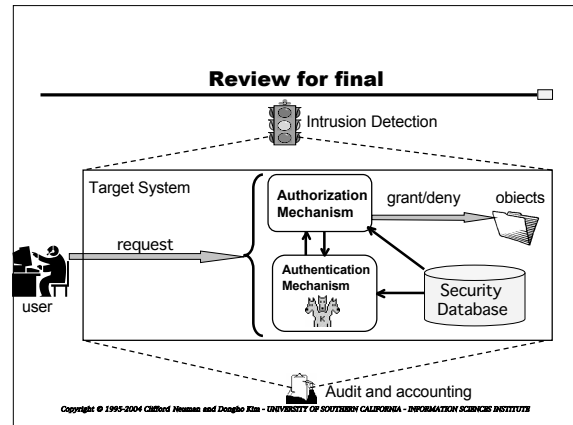 Review for final
Intrusion Detection
Target System
Authorization
Mechanism
grant/deny
objects
request
Authentication
Mechanism
K
Security
Database
user
Audit and accounting
Copyright © 1995-2004 Clifford Neuman and Dongho Kim - UNIVERSITY OF SOUTHERN CALIFORNIA - INFORMATION SCIENCES INSTITUTE